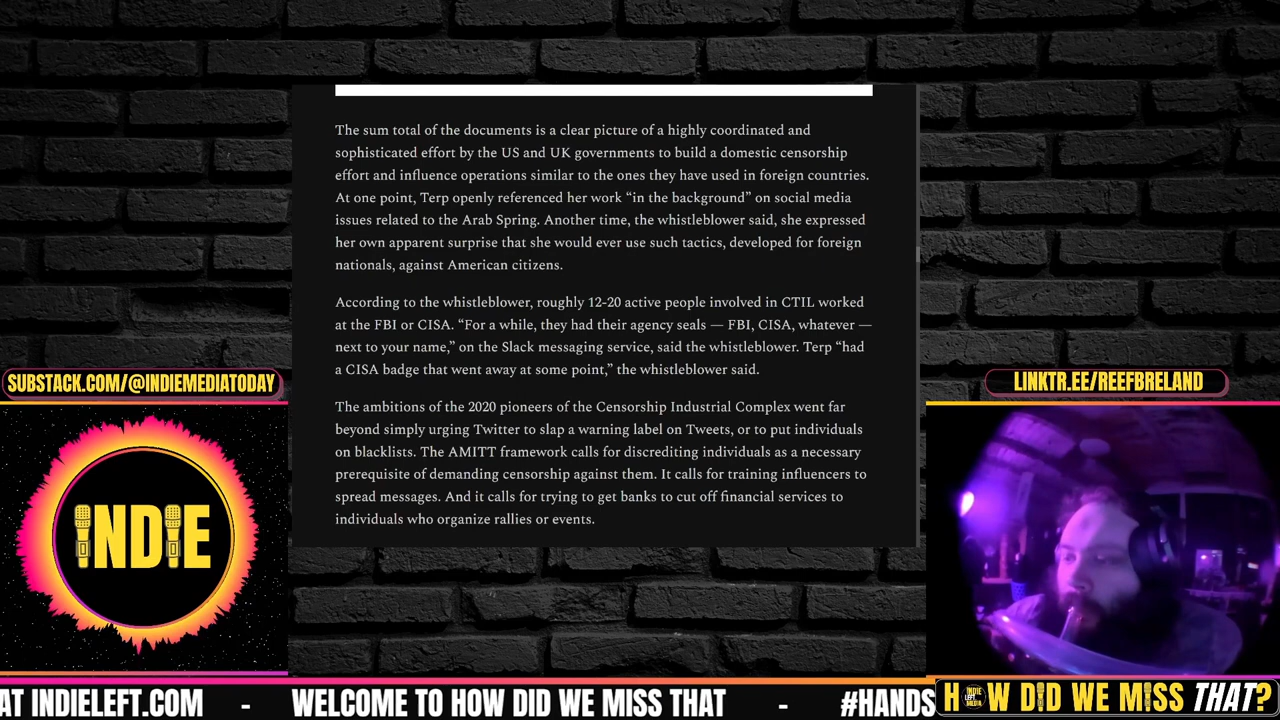 The sum total of the documents is a clear picture of a highly coordinated and
sophisticated effort by the US and UK governments to build a domestic censorship
effort and influence operations similar to the ones they have used in foreign countries.
At one point, Terp openly referenced her work “in the background” on social media
issues related to the Arab Spring. Another time, the whistleblower said, she expressed
her own apparent surprise that she would ever use such tactics, developed for foreign
nationals, against American citizens.
According to the whistleblower, roughly 12-20 active people involved in CTIL worked
at the FBI or CISA. “For a while, they had their agency seals — FBI, CISA, whatever —
next to your name,” on the Slack messaging service, said the whistleblower. Terp “had
a CISA badge that went away at some point,” the whistleblower said.
The ambitions of the 2020 pioneers of the Censorship Industrial Complex went far
beyond simply urging Twitter to slap a warning label on Tweets, or to put individuals
on blacklists. The AMITT framework calls for discrediting individuals as a necessary
prerequisite of demanding censorship against them. It calls for training influencers to
spread messages. And it calls for trying to get banks to cut off financial services to
individuals who organize rallies or events.
SUBSTACK.COM/@INDIEMEDIATODAY
INDIE
LINKTR.EE/REEFBRELAND
AT INDIELEFT.COM - WELCOME TO HOW DID WE MISS THAT - #HANDS
HOW DID WE MISS THAT?